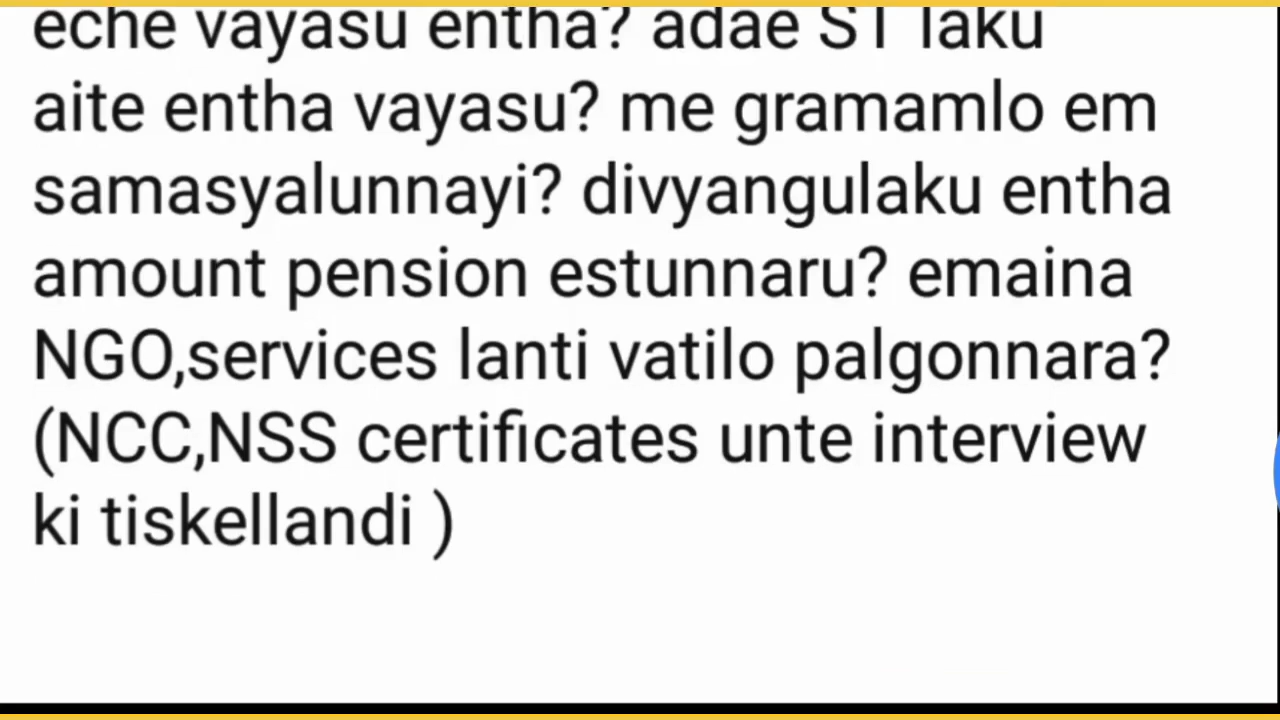 eche vayasu entha? adae ST laku
aite entha vayasu? me gramamlo em
samasyalunnayi? divyangulaku entha
amount pension estunnaru? emaina
NGO,services lanti vatilo palgonnara?
(NCC,NSS certificates unte interview
ki tiskellandi )